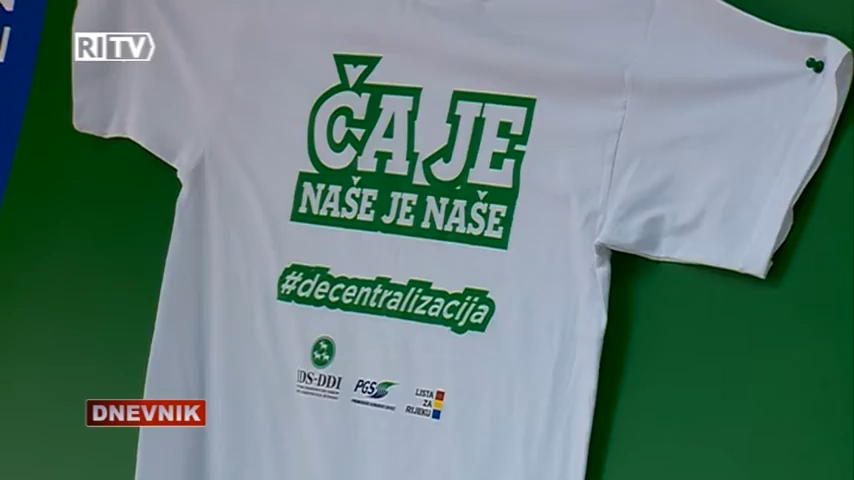 N
RI TV
ČA JE
NAŠE JE NAŠE
#decentralizacija
IDS-DDI
PGS
LISTA
ZA
RIJEKU
DNEVNIK